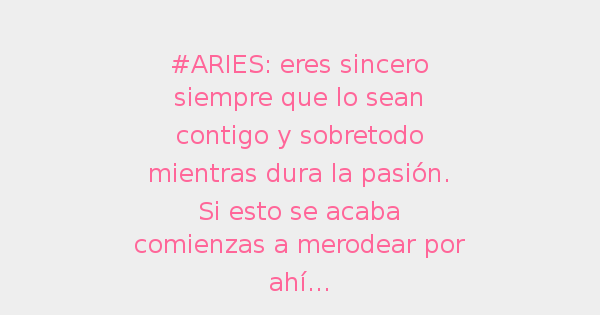 #ARIES: eres sincero
siempre que lo sean
contigo y sobretodo
mientras dura la pasión.
Si esto se acaba
comienzas a merodear por
ahí...